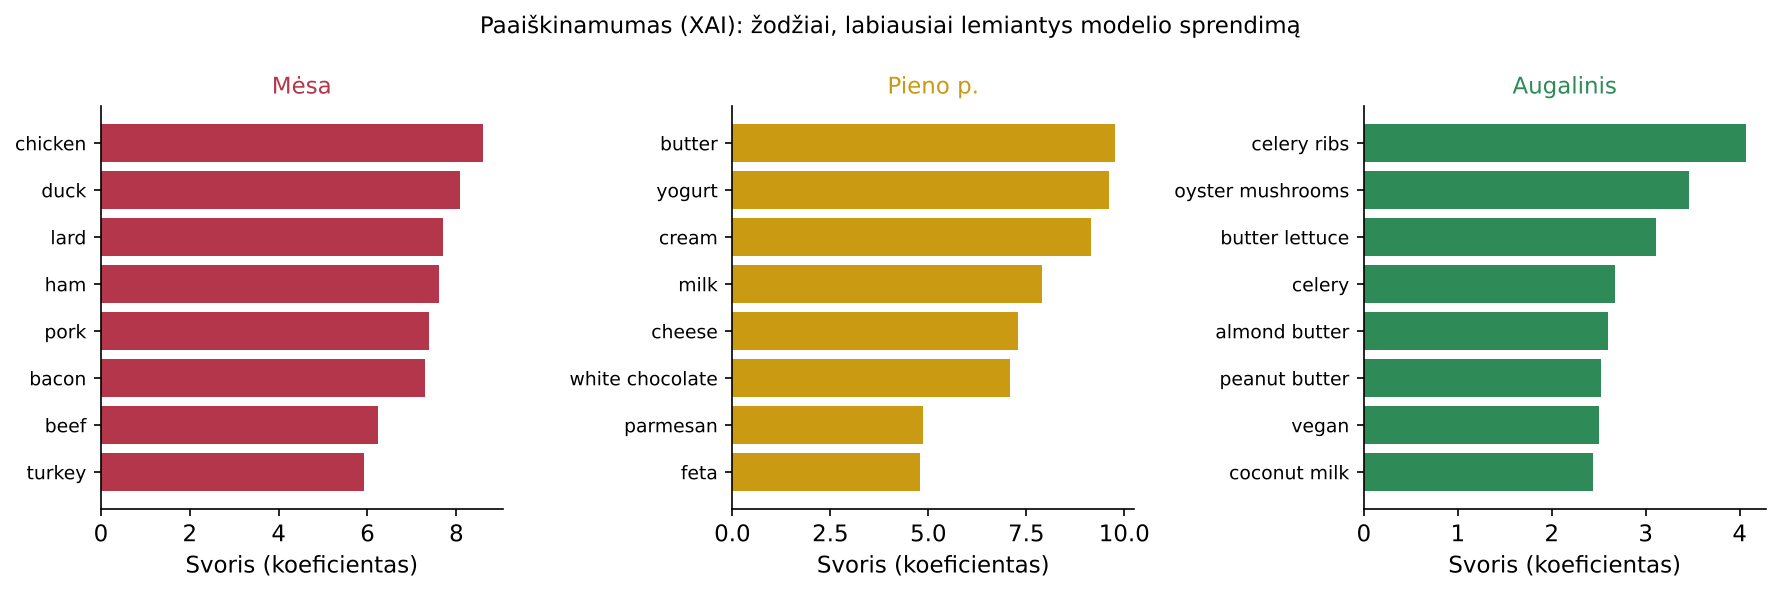 Paaiškinamumas (XAI): žodžiai, labiausiai lemiantys modelio sprendimą
Mėsa
chicken
duck
lard
ham
pork
bacon
beef
turkey
0 2 4 6 8
Svoris (koeficientas)
Pieno p.
butter
yogurt
cream
milk
cheese
white chocolate
parmesan
feta
0.0 2.5 5.0 7.5 10.0
Svoris (koeficientas)
Augalinis
celery ribs
oyster mushrooms
butter lettuce
celery
almond butter
peanut butter
vegan
coconut milk
0 1 2 3 4
Svoris (koeficientas)